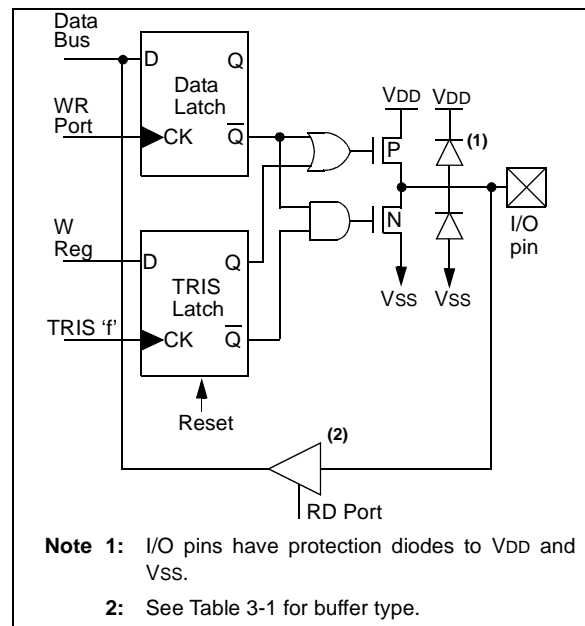 Data
Bus
D
Q
Data
Latch
WR
Port
CK
Q
VDD
VDD
(1)
P
N
I/O
pin
W
Reg
D
Q
TRIS
Latch
VSS
VSS
TRIS ‘f’
CK
Q
Reset
(2)
RD Port
Note 1: I/O pins have protection diodes to VDD and
VSS.
2: See Table 3-1 for buffer type.